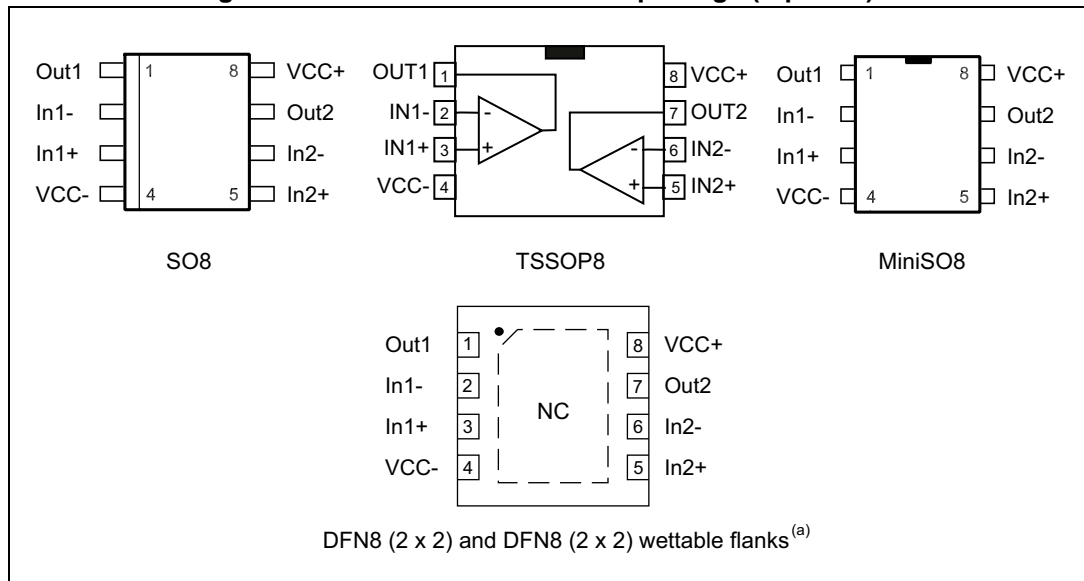 Out1
In1-
In1+
VCC-
1 8
4 5
VCC+
Out2
In2-
In2+
SO8
OUT1 1
IN1- 2 -
IN1+ 3 +
VCC- 4
8 VCC+
7 OUT2
- 6 IN2-
+ 5 IN2+
TSSOP8
Out1
In1-
In1+
VCC-
1 8
4 5
VCC+
Out2
In2-
In2+
MiniSO8
Out1 1
In1- 2
In1+ 3
VCC- 4
NC
8 VCC+
7 Out2
6 In2-
5 In2+
DFN8 (2 x 2) and DFN8 (2 x 2) wettable flanks(a)